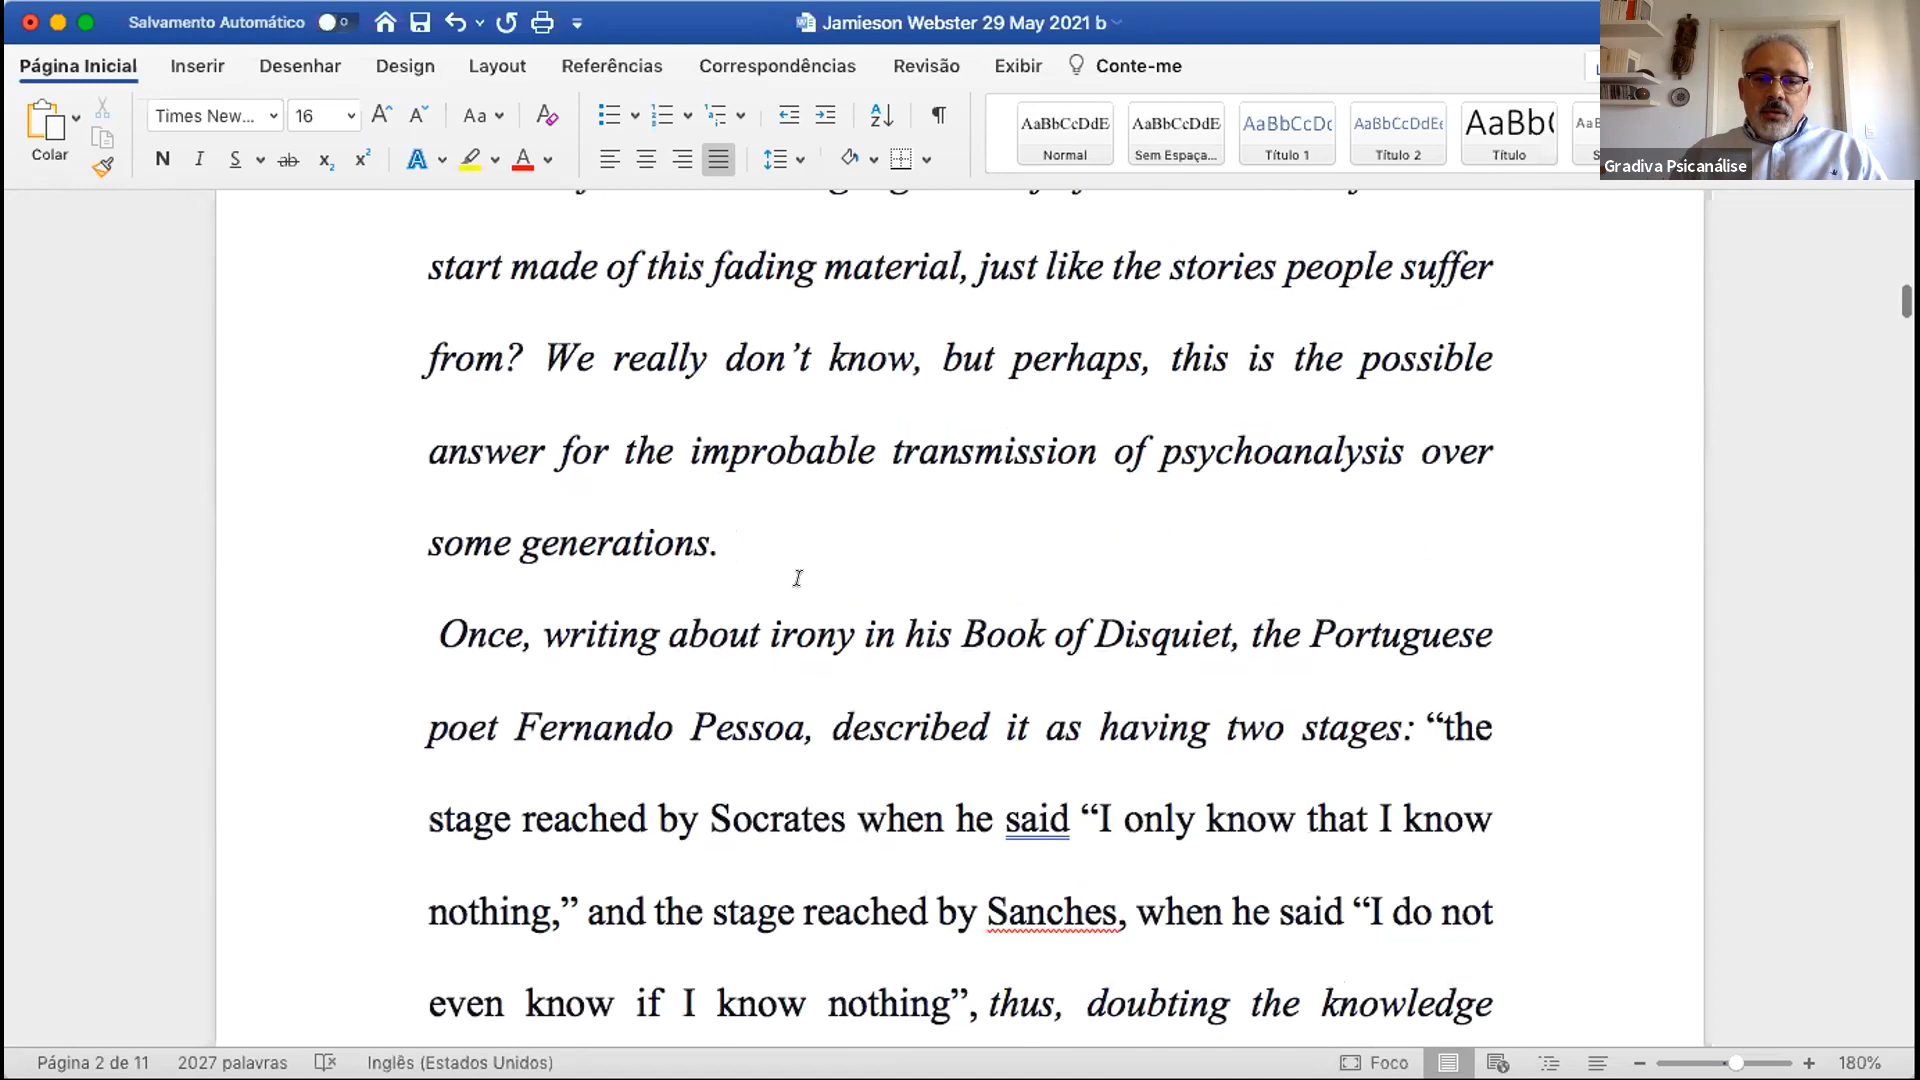 Salvamento Automático
Jamieson Webster 29 May 2021 b
Página Inicial Inserir Desenhar Design Layout Referências Correspondências Revisão Exibir Conte-me
Colar
Times New... 16 Aa
N I S ab x₂ x² A A
AaBbCcDdE AaBbCcDdE AaBbCcDc AaBbCcDdEe AaBb(
Normal Sem Espaça... Título 1 Título 2 Título
Gradiva Psicanálise
start made of this fading material, just like the stories people suffer
from? We really don’t know, but perhaps, this is the possible
answer for the improbable transmission of psychoanalysis over
some generations.
Once, writing about irony in his Book of Disquiet, the Portuguese
poet Fernando Pessoa, described it as having two stages: “the
stage reached by Socrates when he said “I only know that I know
nothing,” and the stage reached by Sanches, when he said “I do not
even know if I know nothing”, thus, doubting the knowledge
Página 2 de 11 2027 palavras Inglês (Estados Unidos) Foco 180%